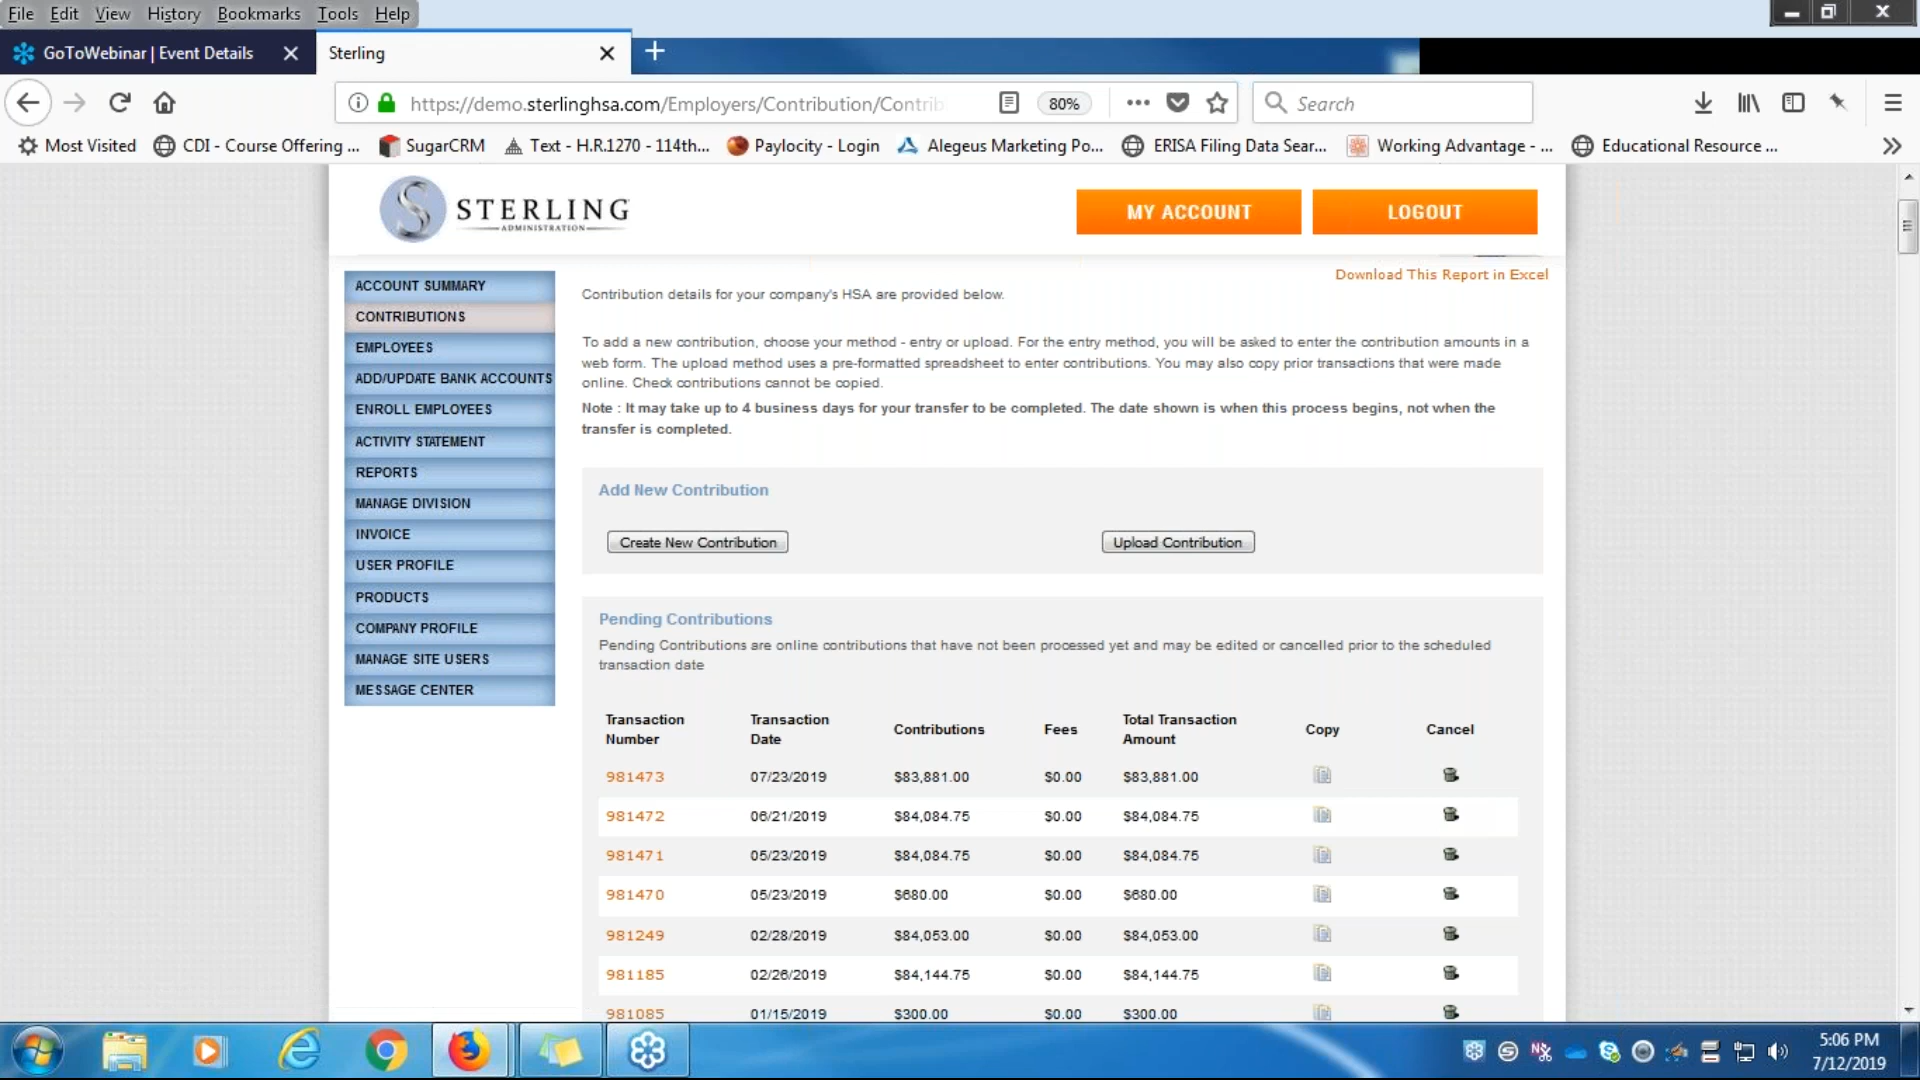 File Edit View History Bookmarks Tools Help
GoToWebinar | Event Details
Sterling
https://demo.sterlinghsa.com/Employers/Contribution/Contrib
80%
Search
Most Visited
CDI - Course Offering ...
SugarCRM
Text - H.R.1270 - 114th...
Paylocity - Login
Alegeus Marketing Po...
ERISA Filing Data Sear...
Working Advantage - ...
Educational Resource ...
STERLING
ADMINISTRATION
MY ACCOUNT
LOGOUT
ACCOUNT SUMMARY
CONTRIBUTIONS
EMPLOYEES
ADD/UPDATE BANK ACCOUNTS
ENROLL EMPLOYEES
ACTIVITY STATEMENT
REPORTS
MANAGE DIVISION
INVOICE
USER PROFILE
PRODUCTS
COMPANY PROFILE
MANAGE SITE USERS
MESSAGE CENTER
Download This Report in Excel
Contribution details for your company's HSA are provided below.
To add a new contribution, choose your method - entry or upload. For the entry method, you will be asked to enter the contribution amounts in a
web form. The upload method uses a pre-formatted spreadsheet to enter contributions. You may also copy prior transactions that were made
online. Check contributions cannot be copied.
Note : It may take up to 4 business days for your transfer to be completed. The date shown is when this process begins, not when the
transfer is completed.
Add New Contribution
Create New Contribution
Upload Contribution
Pending Contributions
Pending Contributions are online contributions that have not been processed yet and may be edited or cancelled prior to the scheduled
transaction date
Transaction Number Transaction Date Contributions Fees Total Transaction Amount Copy Cancel
981473 07/23/2019 $83,881.00 $0.00 $83,881.00
981472 06/21/2019 $84,084.75 $0.00 $84,084.75
981471 05/23/2019 $84,084.75 $0.00 $84,084.75
981470 05/23/2019 $680.00 $0.00 $680.00
981249 02/28/2019 $84,053.00 $0.00 $84,053.00
981185 02/26/2019 $84,144.75 $0.00 $84,144.75
981085 01/15/2019 $300.00 $0.00 $300.00
5:06 PM
7/12/2019